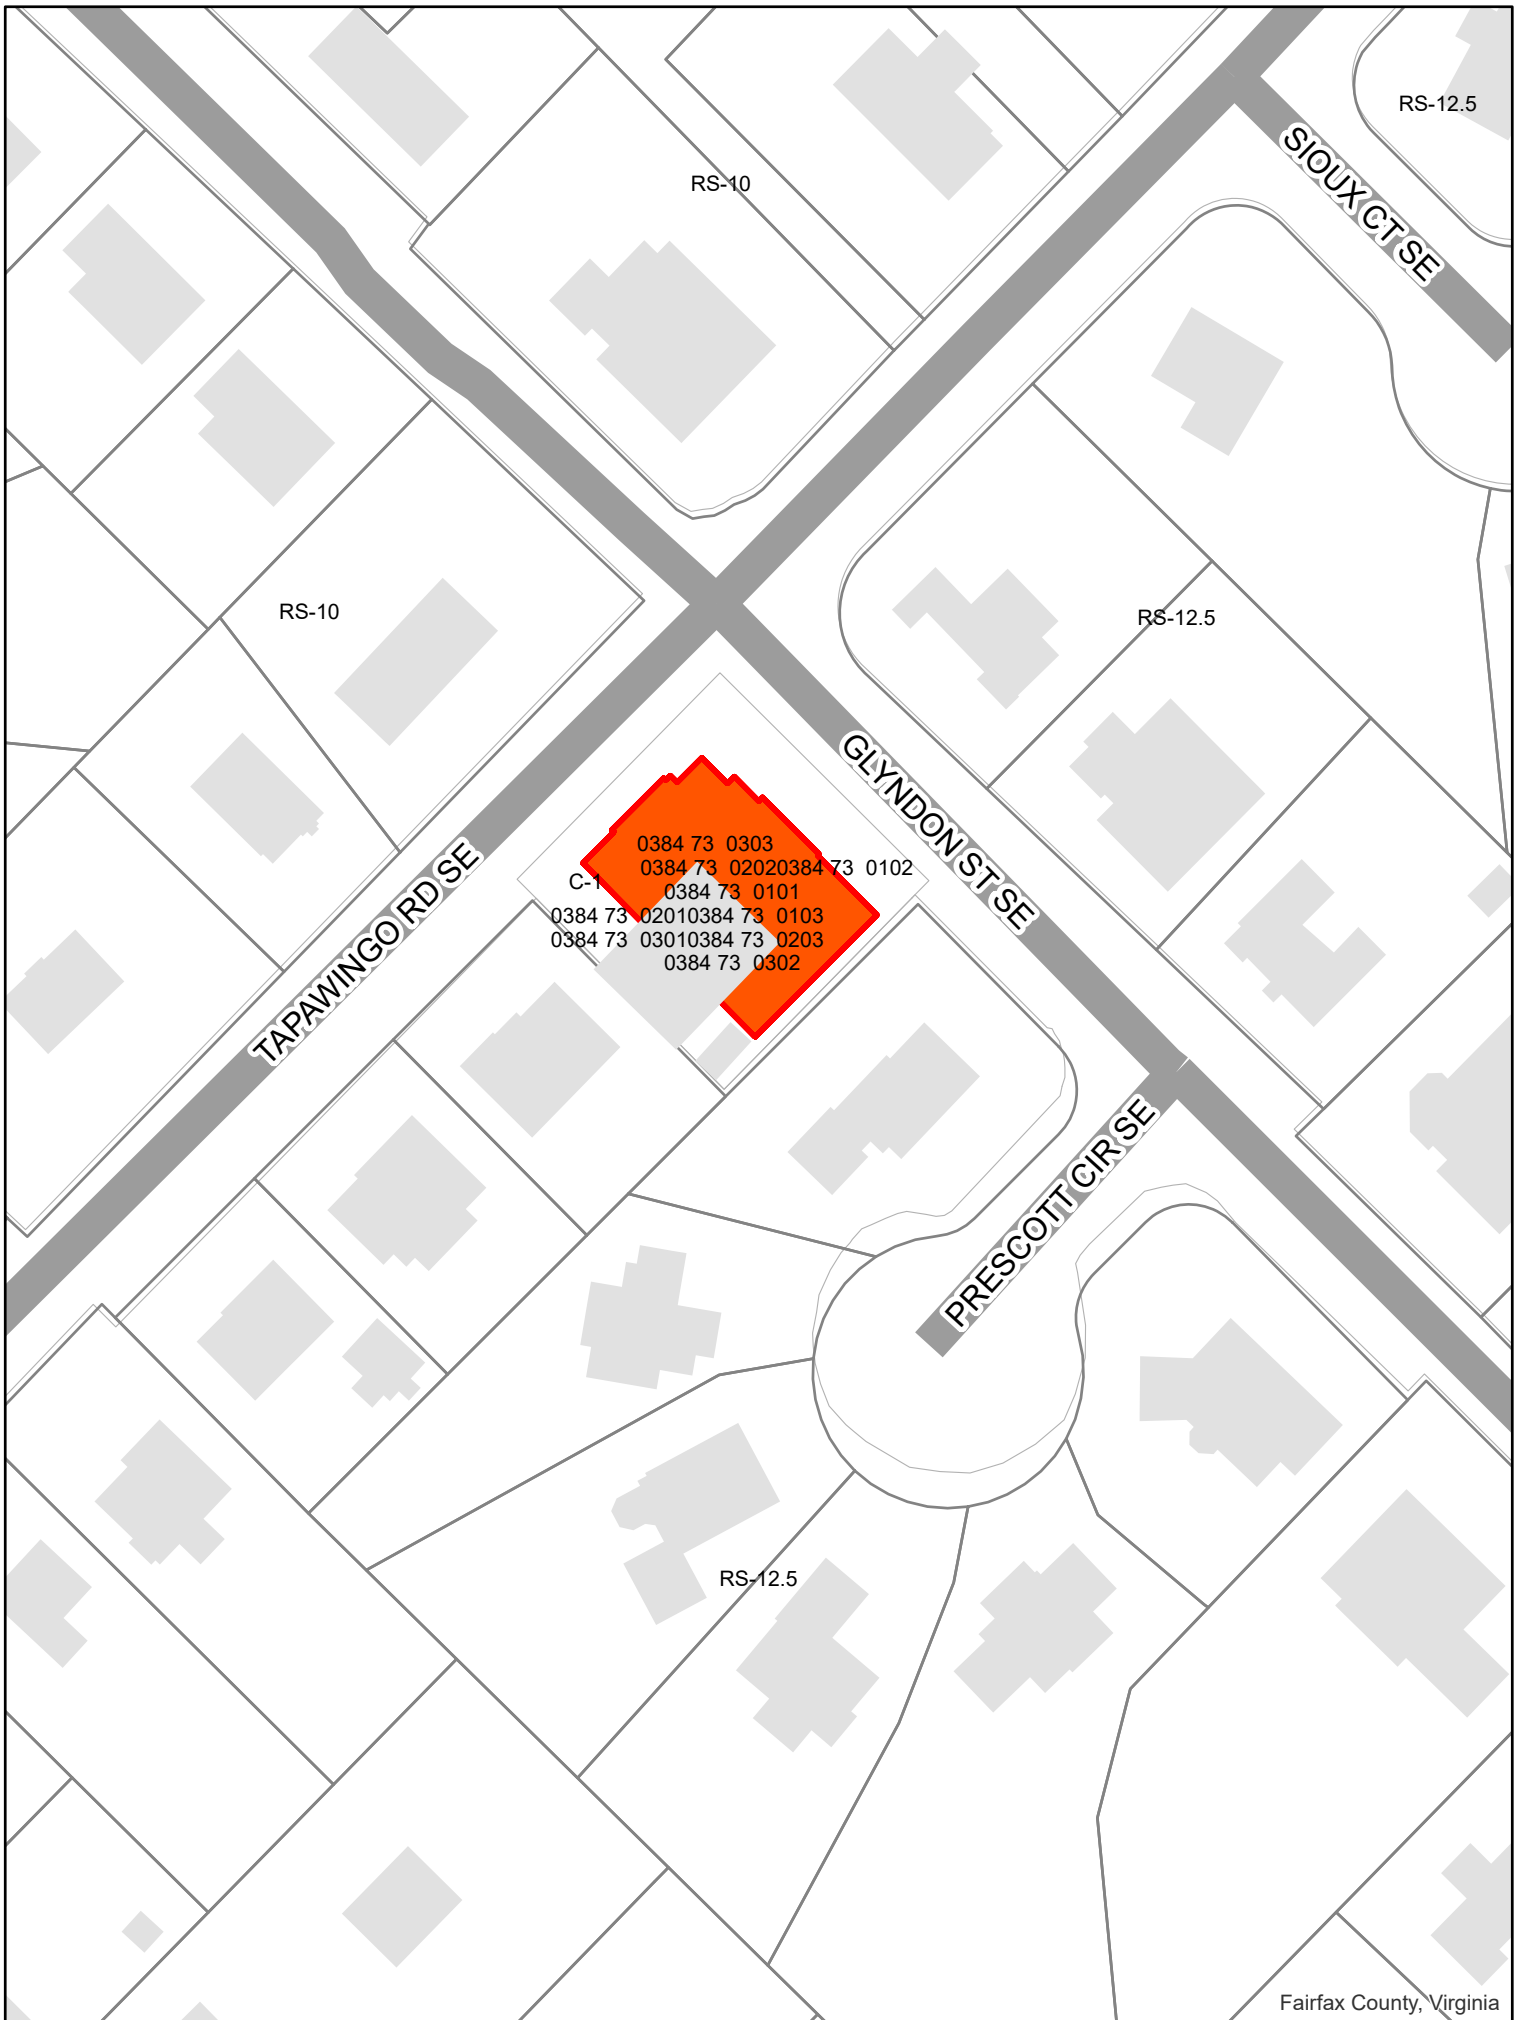 RS-12.5
SIOUX CT SE
RS-10
RS-10
RS-12.5
GLYNDON ST SE
0384 73 0303
0384 73 02020384 73 0102
C-1
0384 73 0101
0384 73 02010384 73 0103
0384 73 03010384 73 0203
0384 73 0302
TAPAWINGO RD SE
PRESCOTT CIR SE
RS-12.5
Fairfax County, Virginia